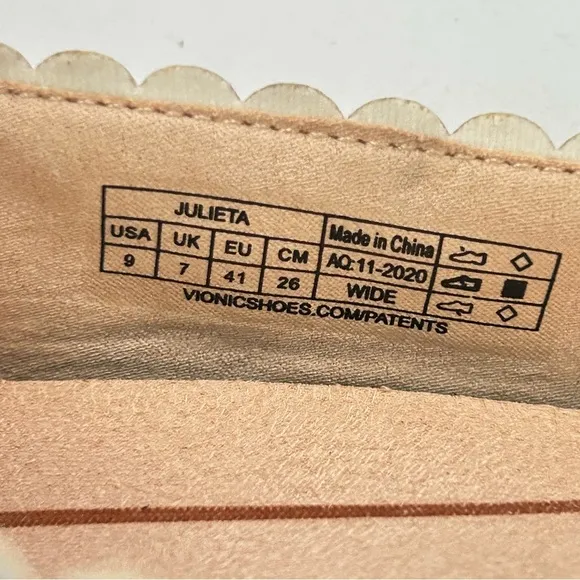 JULIETA Made in China
USA UK EU CM AQ:11-2020
9 7 41 26 WIDE
VIONICSHOES.COM/PATENTS